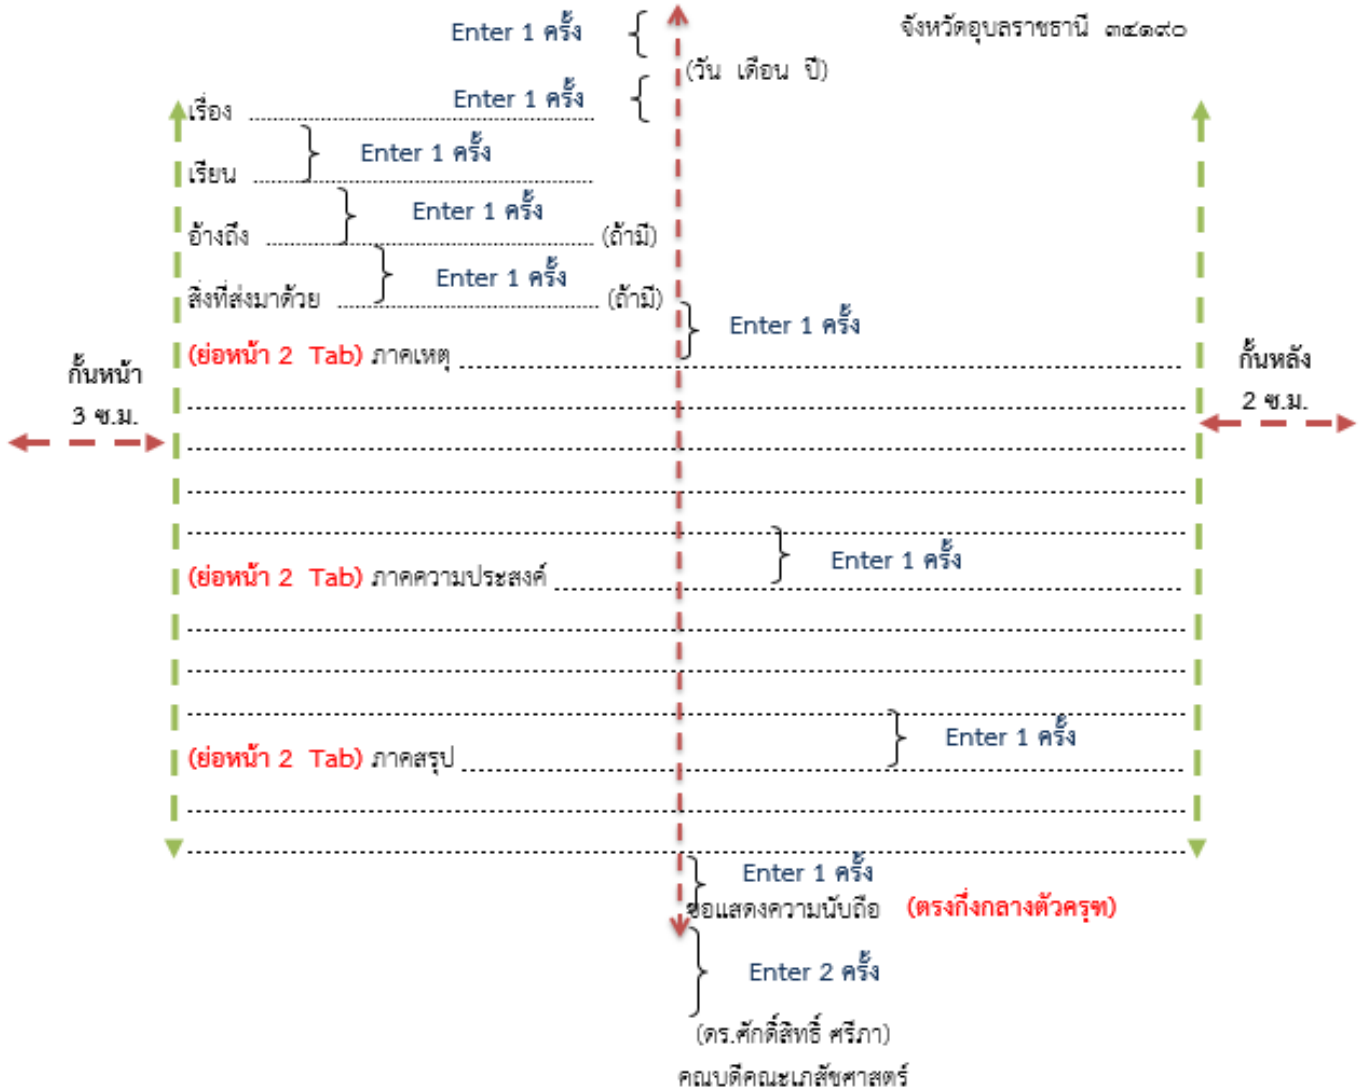 Enter 1 ครั้ง
จังหวัดอุบลราชธานี ๓๔๑๙๐
(วัน เดือน ปี)
Enter 1 ครั้ง
เรื่อง
Enter 1 ครั้ง
เรียน
Enter 1 ครั้ง
อ้างถึง (ถ้ามี)
Enter 1 ครั้ง
สิ่งที่ส่งมาด้วย (ถ้ามี)
Enter 1 ครั้ง
(ย่อหน้า 2 Tab) ภาคเหตุ
กั้นหน้า
3 ซ.ม.
กั้นหลัง
2 ซ.ม.
Enter 1 ครั้ง
(ย่อหน้า 2 Tab) ภาคความประสงค์
Enter 1 ครั้ง
(ย่อหน้า 2 Tab) ภาคสรุป
Enter 1 ครั้ง
ขอแสดงความนับถือ (ตรงกึ่งกลางตัวครุฑ)
Enter 2 ครั้ง
(ดร.ศักดิ์สิทธิ์ ศรีภา)
คณบดีคณะเภสัชศาสตร์